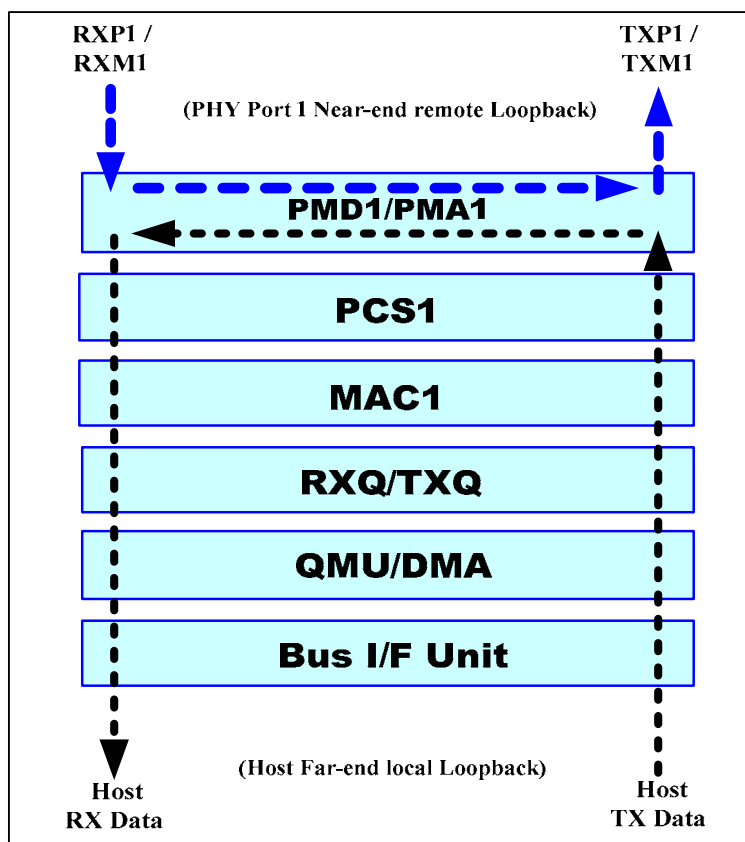 RXP1 /
RXM1
TXP1 /
TXM1
(PHY Port 1 Near-end remote Loopback)
PMD1/PMA1
PCS1
MAC1
RXQ/TXQ
QMU/DMA
Bus I/F Unit
(Host Far-end local Loopback)
Host
RX Data
Host
TX Data